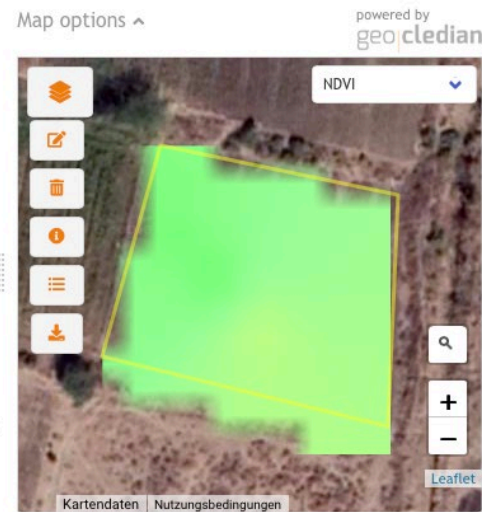 Map options
powered by
geo|cledian
NDVI
+
−
Leaflet
Kartendaten
Nutzungsbedingungen